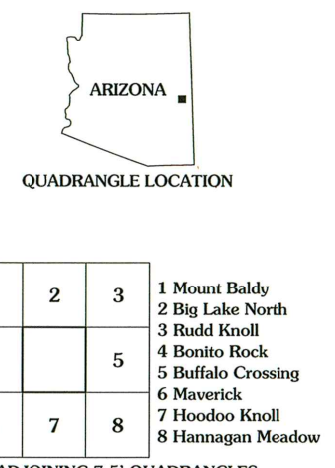 ARIZONA
QUADRANGLE LOCATION
2
3
5
7
8
1 Mount Baldy
2 Big Lake North
3 Rudd Knoll
4 Bonito Rock
5 Buffalo Crossing
6 Maverick
7 Hoodoo Knoll
8 Hannagan Meadow
ADJOINING 7.5' QUADRANGLES